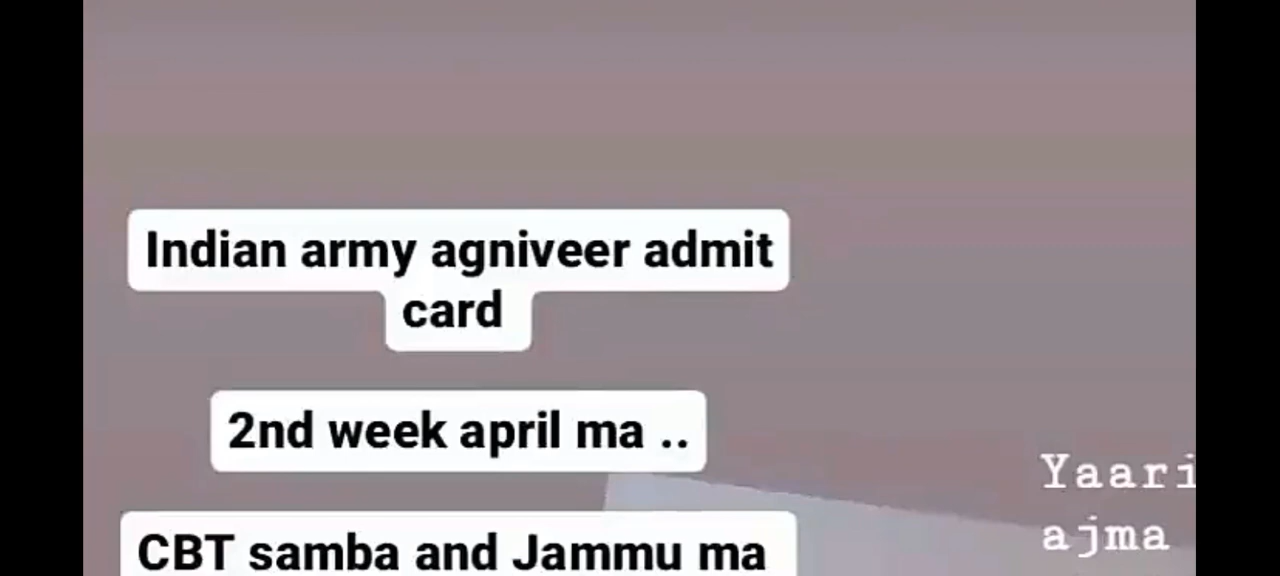 Indian army agniveer admit
card
2nd week april ma ..
CBT samba and Jammu ma
Yaari
ajma